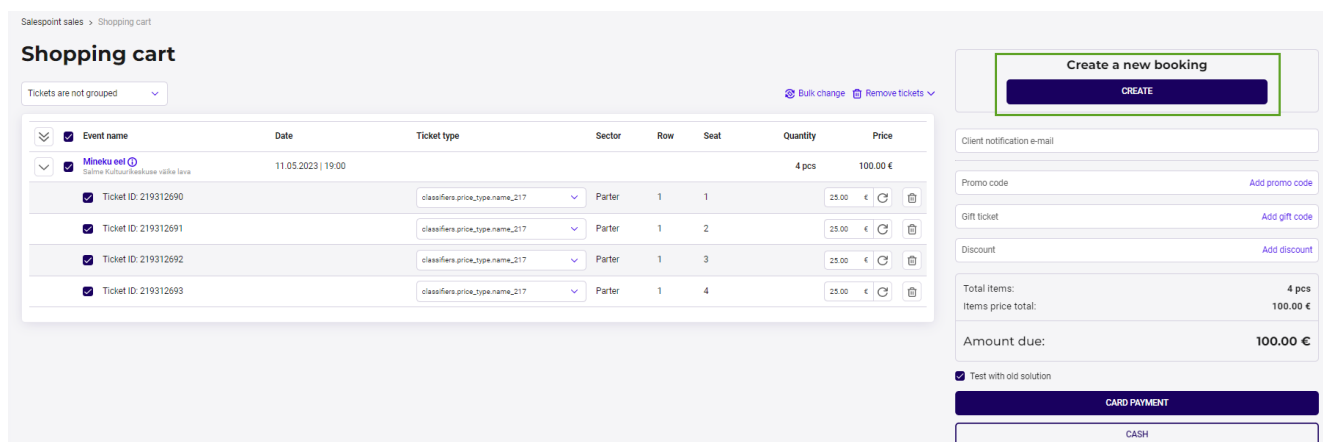 Salespoint sales > Shopping cart
Shopping cart
Tickets are not grouped
Bulk change Remove tickets
Event name Date Ticket type Sector Row Seat Quantity Price
Mineku eel 11.05.2023 | 19:00 4 pcs 100.00 €
Salme Kultuurikeskuse väike lava
Ticket ID: 219312690 classifiers.price_type.name_217 Parter 1 1 25.00 €
Ticket ID: 219312691 classifiers.price_type.name_217 Parter 1 2 25.00 €
Ticket ID: 219312692 classifiers.price_type.name_217 Parter 1 3 25.00 €
Ticket ID: 219312693 classifiers.price_type.name_217 Parter 1 4 25.00 €
Create a new booking
CREATE
Client notification e-mail
Promo code Add promo code
Gift ticket Add gift code
Discount Add discount
Total items: 4 pcs
Items price total: 100.00 €
Amount due: 100.00 €
Test with old solution
CARD PAYMENT
CASH